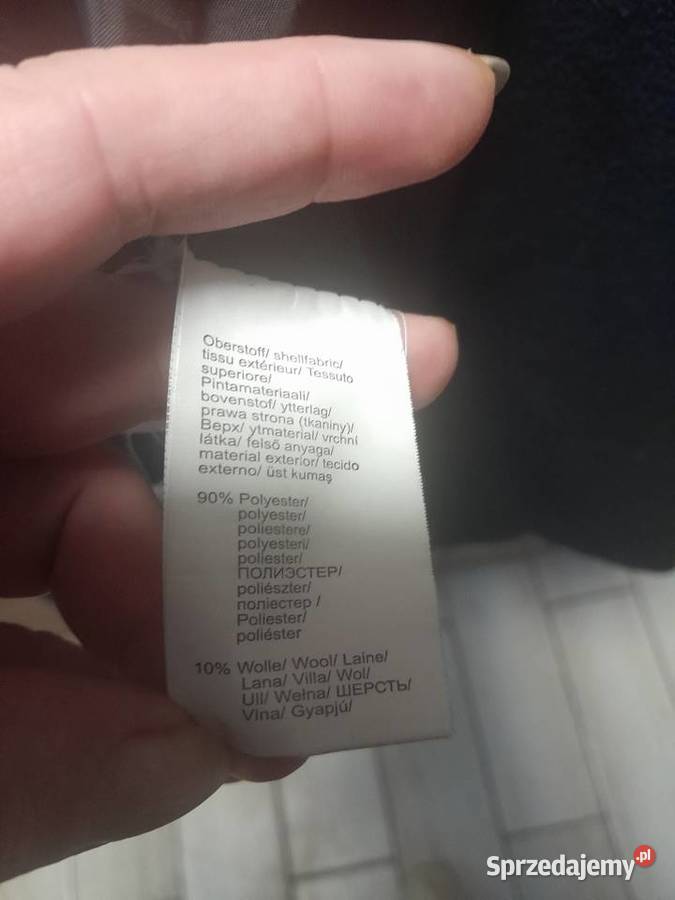 Oberstoff/ shellfabric/
tissu extérieur/ Tessuto
superiore/
Pintamateriaali/
bovenstof/ ytterlag/
prawa strona (tkaniny)/
Верх/ ytmaterial/ vrchní
látka/ felső anyaga/
material exterior/ tecido
externo/ üst kumaş
90% Polyester/
polyester/
poliestere/
polyesteri/
poliester/
ПОЛИЭСТЕР/
poliészter/
поліестер /
Poliester/
poliéster
10% Wolle/ Wool/ Laine/
Lana/ Villa/ Wol/
Ull/ Wełna/ ШЕРСТЬ/
Vlna/ Gyapjú/
Sprzedajemy.pl